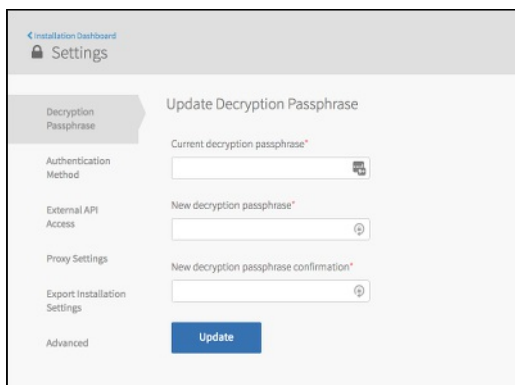 Installation Dashboard
Settings
Decryption
Passphrase
Authentication
Method
External API
Access
Proxy Settings
Export Installation
Settings
Advanced
Update Decryption Passphrase
Current decryption passphrase*
New decryption passphrase*
New decryption passphrase confirmation*
Update